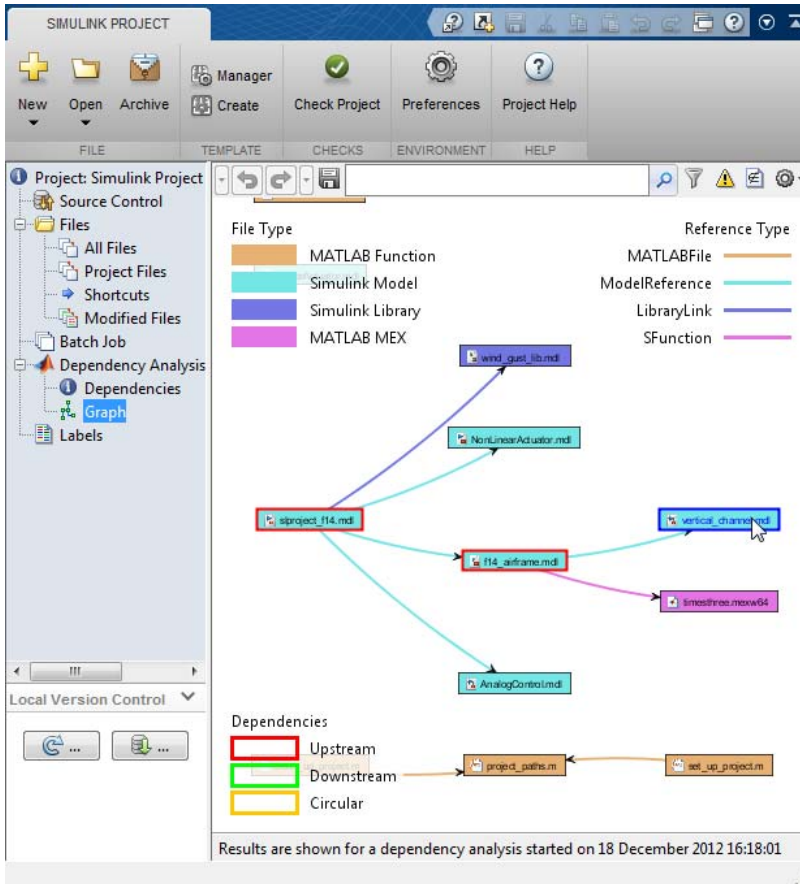 SIMULINK PROJECT
New
Open
Archive
Manager
Create
Check Project
Preferences
Project Help
FILE
TEMPLATE
CHECKS
ENVIRONMENT
HELP
Project: Simulink Project
Source Control
Files
All Files
Project Files
Shortcuts
Modified Files
Batch Job
Dependency Analysis
Dependencies
Graph
Labels
Local Version Control
...
...
File Type
MATLAB Function
Simulink Model
Simulink Library
MATLAB MEX
Reference Type
MATLABFile
ModelReference
LibraryLink
SFunction
wind_gust_lib.mdl
NonLinearActuator.mdl
slproject_f14.mdl
vertical_channel.mdl
f14_airframe.mdl
timesthree.mexw64
AnalogControl.mdl
Dependencies
Upstream
Downstream
Circular
project_paths.m
set_up_project.m
Results are shown for a dependency analysis started on 18 December 2012 16:18:01